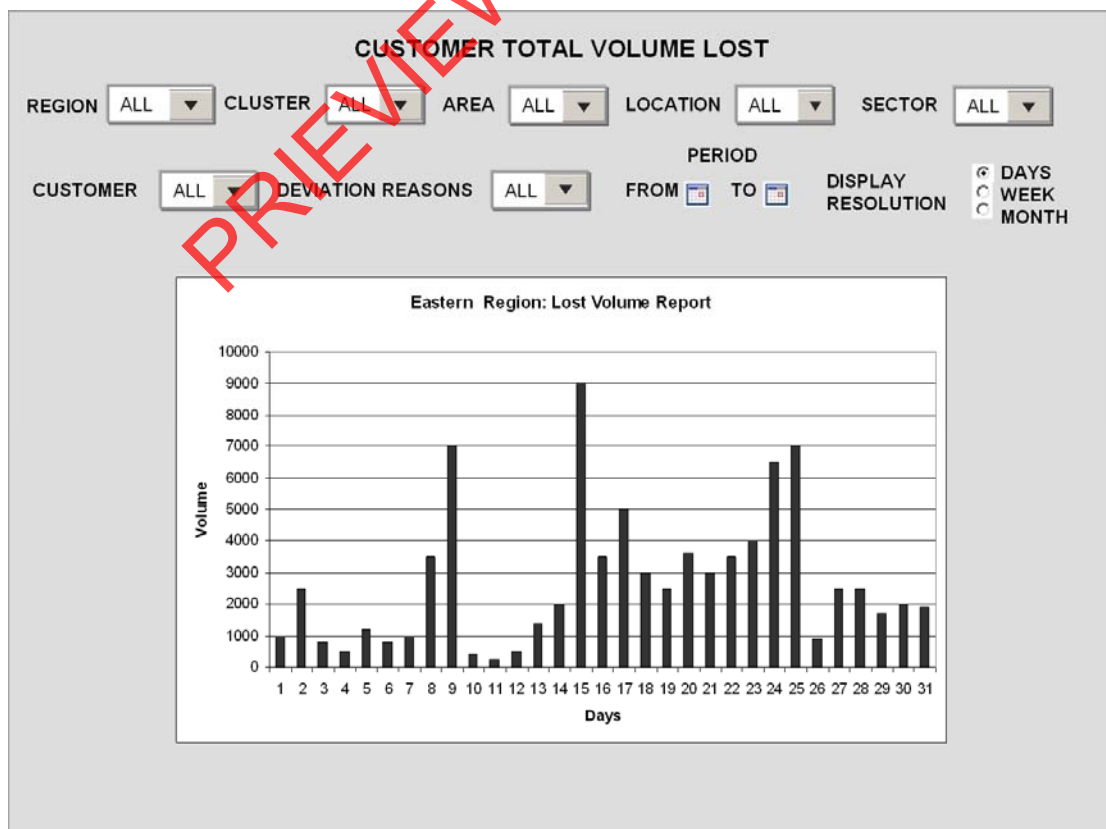 PRIEVIEW
CUSTOMER TOTAL VOLUME LOST
REGION ALL CLUSTER ALL AREA ALL LOCATION ALL SECTOR ALL
PERIOD
CUSTOMER ALL DEVIATION REASONS ALL FROM TO DISPLAY RESOLUTION
DAYS
WEEK
MONTH
Eastern Region: Lost Volume Report
10000
9000
8000
7000
6000
5000
4000
3000
2000
1000
0
Volume
1 2 3 4 5 6 7 8 9 10 11 12 13 14 15 16 17 18 19 20 21 22 23 24 25 26 27 28 29 30 31
Days